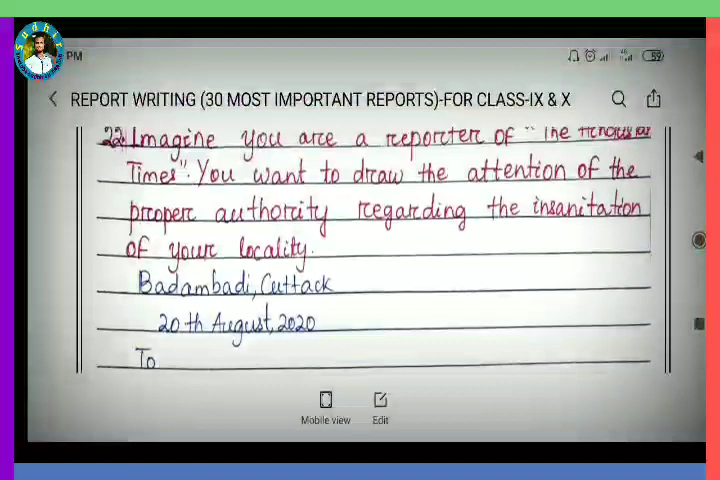 Sudhir
PM
59
REPORT WRITING (30 MOST IMPORTANT REPORTS)-FOR CLASS-IX & X
22. Imagine you are a reporter of "The
Times". You want to draw the attention of the
proper authority regarding the insanitation
of your locality.
Badambadi, Cuttack
20th August, 2020
To
Mobile view
Edit